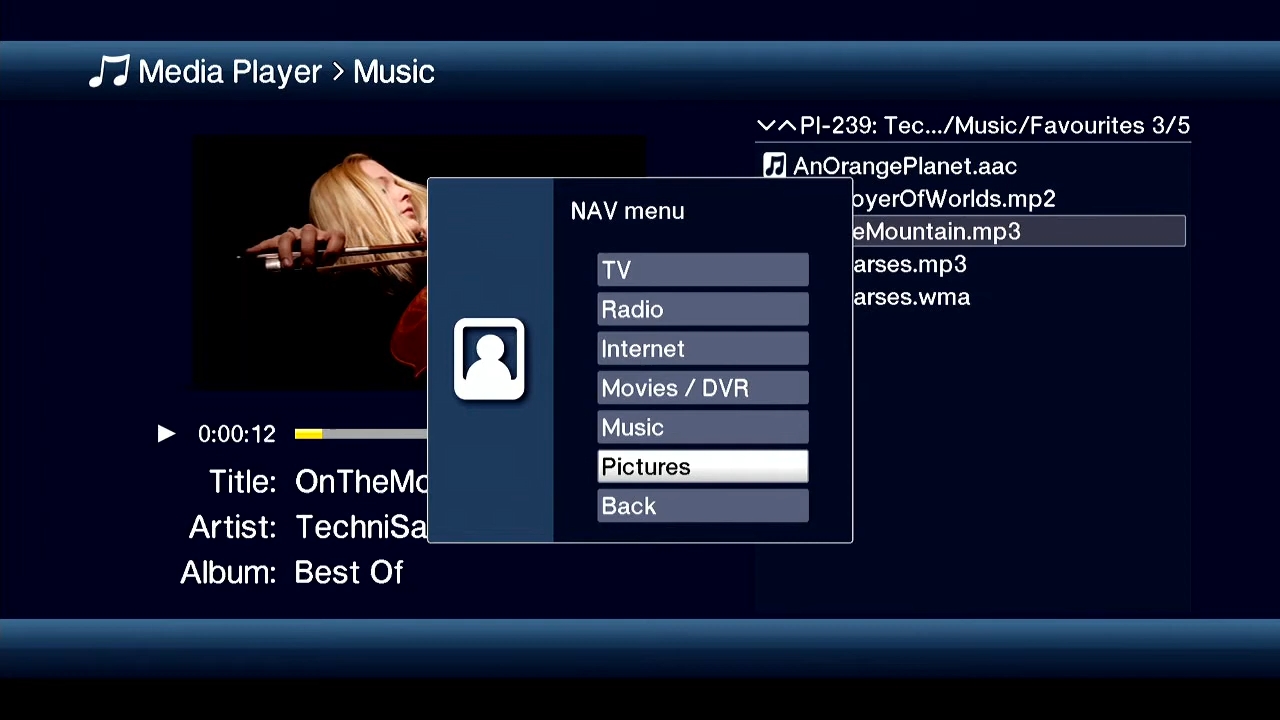 Media Player > Music
PI-239: Tec.../Music/Favourites 3/5
AnOrangePlanet.aac
oyerOfWorlds.mp2
eMountain.mp3
arses.mp3
arses.wma
NAV menu
TV
Radio
Internet
Movies / DVR
Music
Pictures
Back
0:00:12
Title: OnTheMo
Artist: TechniSa
Album: Best Of